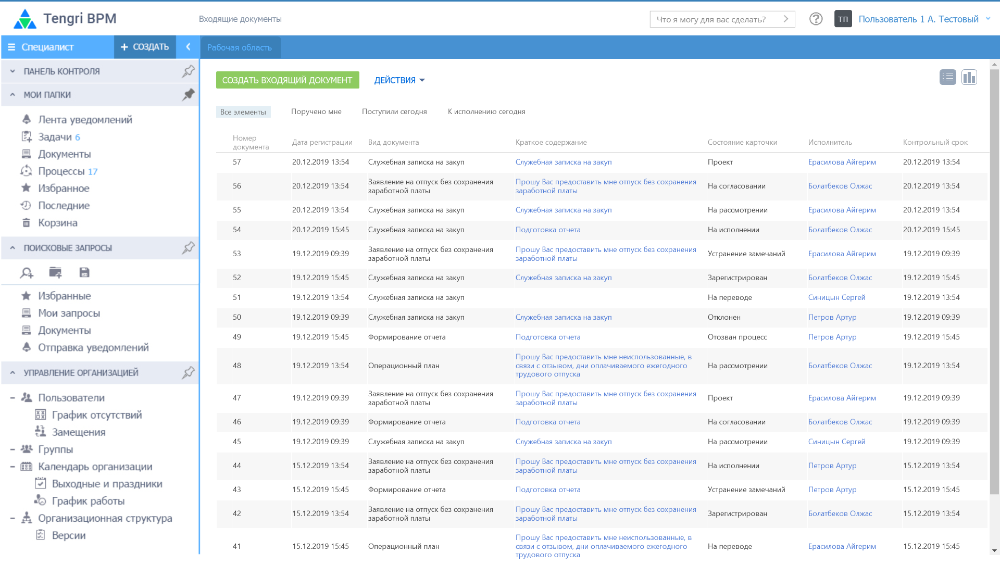 Tengri BPM
Входящие документы
Что я могу для вас сделать?
ТП
Пользователь 1 А. Тестовый
Специалист
+ СОЗДАТЬ
Рабочая область
ПАНЕЛЬ КОНТРОЛЯ
МОИ ПАПКИ
Лента уведомлений
Задачи 6
Документы
Процессы 17
Избранное
Последние
Корзина
ПОИСКОВЫЕ ЗАПРОСЫ
Избранные
Мои запросы
Документы
Отправка уведомлений
УПРАВЛЕНИЕ ОРГАНИЗАЦИЕЙ
Пользователи
График отсутствий
Замещения
Группы
Календарь организации
Выходные и праздники
График работы
Организационная структура
Версии
СОЗДАТЬ ВХОДЯЩИЙ ДОКУМЕНТ
ДЕЙСТВИЯ
Все элементы
Поручено мне
Поступили сегодня
К исполнению сегодня
Номер
документа
Дата регистрации
Вид документа
Краткое содержание
Состояние карточки
Исполнитель
Контрольный срок
57 20.12.2019 13:54 Служебная записка на закуп Служебная записка на закуп Проект Ерасилова Айгерим 20.12.2019 13:54
56 20.12.2019 13:54 Заявление на отпуск без сохранения
заработной платы
Прошу Вас предоставить мне отпуск без сохранения
заработной платы
На согласовании Болатбеков Олжас 20.12.2019 13:54
55 20.12.2019 13:54 Служебная записка на закуп Служебная записка на закуп На рассмотрении Ерасилова Айгерим 20.12.2019 13:54
54 20.12.2019 15:45 Служебная записка на закуп Подготовка отчета На исполнении Болатбеков Олжас 20.12.2019 15:45
53 19.12.2019 09:39 Заявление на отпуск без сохранения
заработной платы
Прошу Вас предоставить мне отпуск без сохранения
заработной платы
Устранение замечаний Ерасилова Айгерим 19.12.2019 09:39
52 19.12.2019 15:45 Служебная записка на закуп Служебная записка на закуп Зарегистрирован Болатбеков Олжас 19.12.2019 15:45
51 19.12.2019 13:54 Служебная записка на закуп На переводе Синицын Сергей 19.12.2019 13:54
50 19.12.2019 09:39 Служебная записка на закуп Служебная записка на закуп Отклонен Петров Артур 19.12.2019 09:39
49 19.12.2019 15:45 Формирование отчета Подготовка отчета Отозван процесс Петров Артур 19.12.2019 15:45
48 19.12.2019 13:54 Операционный план
Прошу Вас предоставить мне неиспользованные, в
связи с отзывом, дни оплачиваемого ежегодного
трудового отпуска
На рассмотрении Болатбеков Олжас 19.12.2019 13:54
47 19.12.2019 09:39 Заявление на отпуск без сохранения
заработной платы
Прошу Вас предоставить мне отпуск без сохранения
заработной платы
Проект Ерасилова Айгерим 19.12.2019 09:39
46 19.12.2019 09:39 Формирование отчета Подготовка отчета На согласовании Болатбеков Олжас 19.12.2019 09:39
45 19.12.2019 09:39 Служебная записка на закуп Служебная записка на закуп На рассмотрении Синицын Сергей 19.12.2019 09:39
44 15.12.2019 13:54 Заявление на отпуск без сохранения
заработной платы
Прошу Вас предоставить мне отпуск без сохранения
заработной платы
На исполнении Петров Артур 15.12.2019 13:54
43 15.12.2019 15:45 Формирование отчета Подготовка отчета Устранение замечаний Петров Артур 15.12.2019 15:45
42 15.12.2019 13:54 Заявление на отпуск без сохранения
заработной платы
Прошу Вас предоставить мне отпуск без сохранения
заработной платы
Зарегистрирован Болатбеков Олжас 15.12.2019 13:54
41 15.12.2019 15:45 Операционный план
Прошу Вас предоставить мне неиспользованные, в
связи с отзывом, дни оплачиваемого ежегодного
трудового отпуска
На переводе Ерасилова Айгерим 15.12.2019 15:45